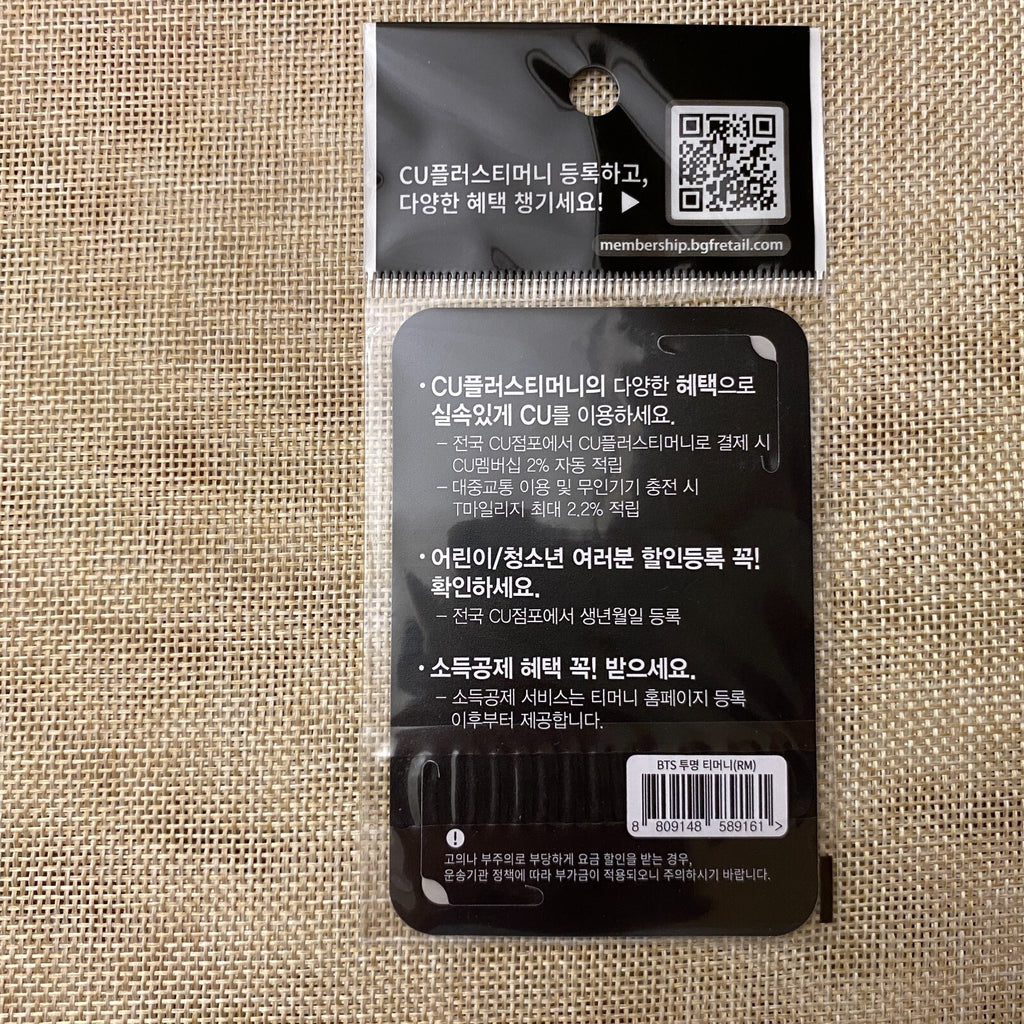 CU플러스티머니 등록하고,
다양한 혜택 챙기세요! ▶
membership.bgfretail.com
• CU플러스티머니의 다양한 혜택으로
실속있게 CU를 이용하세요.
– 전국 CU점포에서 CU플러스티머니로 결제 시
CU멤버십 2% 자동 적립
– 대중교통 이용 및 무인기기 충전 시
T마일리지 최대 2.2% 적립
• 어린이/청소년 여러분 할인등록 꼭!
확인하세요.
– 전국 CU점포에서 생년월일 등록
• 소득공제 혜택 꼭! 받으세요.
– 소득공제 서비스는 티머니 홈페이지 등록
이후부터 제공합니다.
BTS 투명 티머니(RM)
8 809148 589161 >
!
고의나 부주의로 부당하게 요금 할인을 받는 경우,
운송기관 정책에 따라 부가금이 적용되오니 주의하시기 바랍니다.